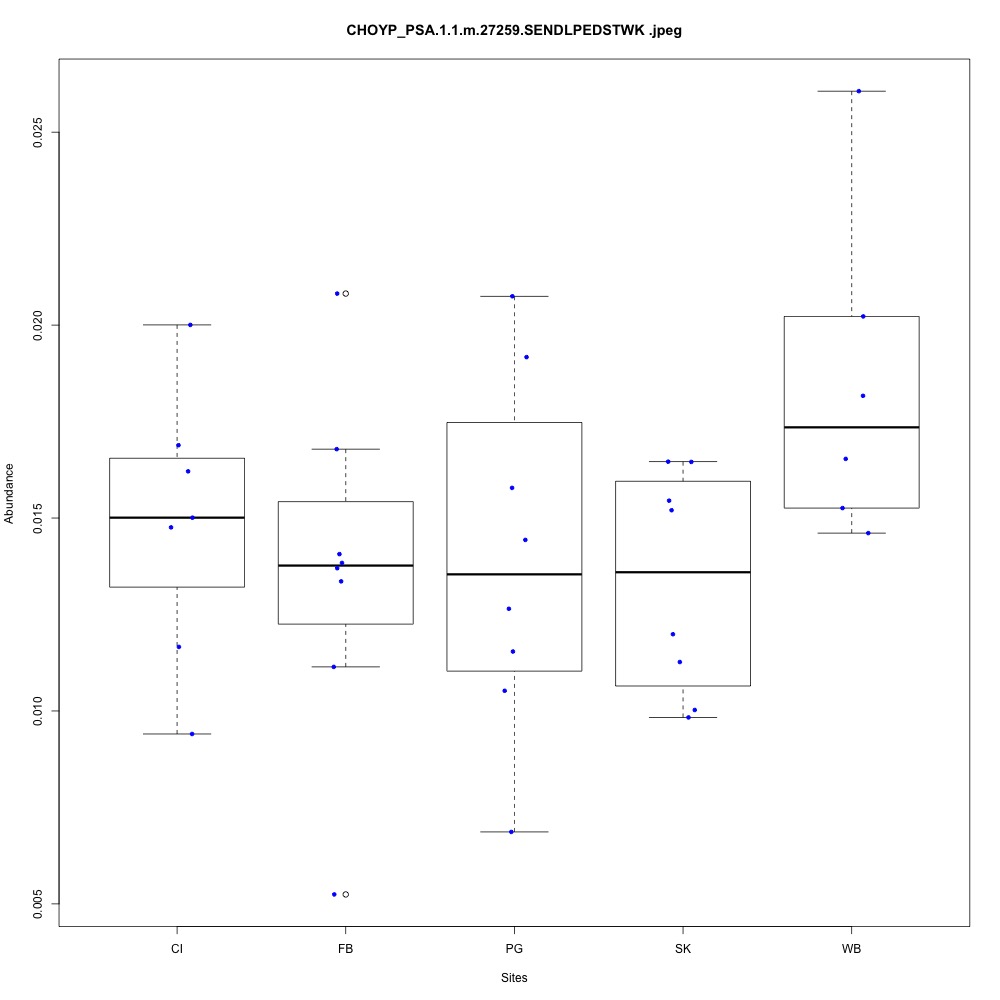 CHOYP_PSA.1.1.m.27259.SENDLPEDSTWK .jpeg
0.025
0.020
0.015
0.010
0.005
Abundance
CI FB PG SK WB
Sites